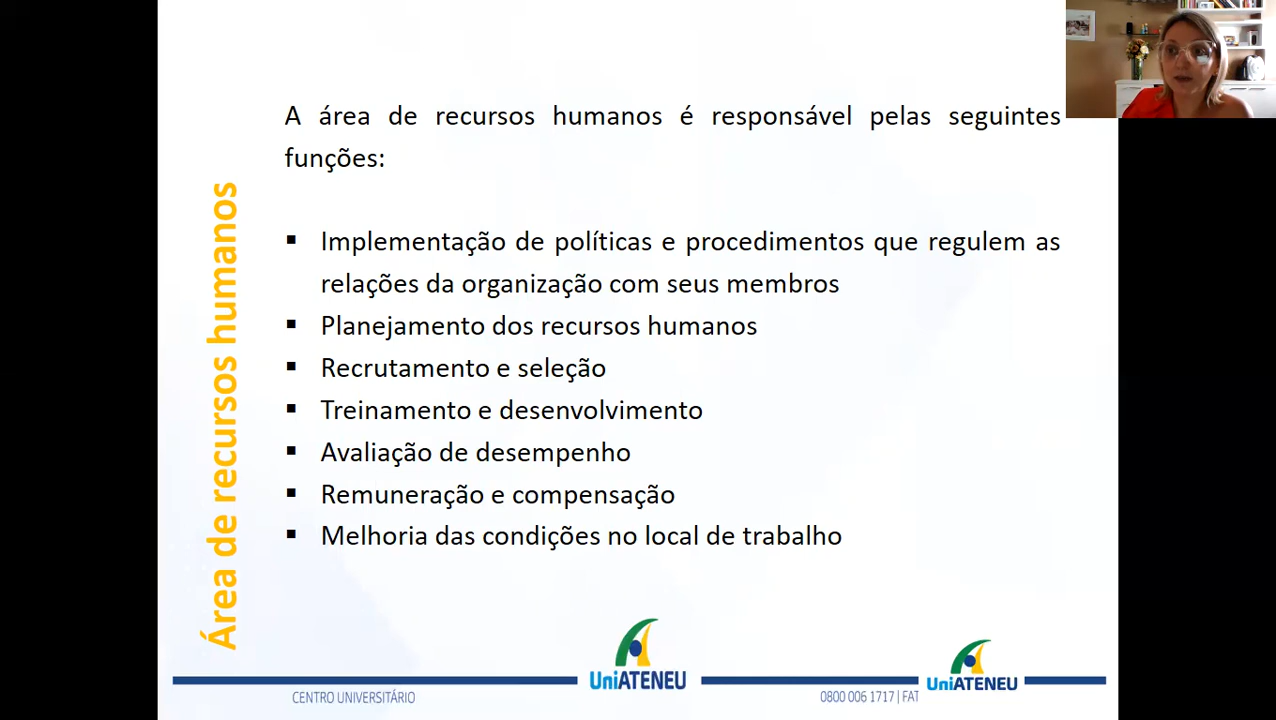 A área de recursos humanos é responsável pelas seguintes
funções:
Área de recursos humanos
▪ Implementação de políticas e procedimentos que regulem as
relações da organização com seus membros
▪ Planejamento dos recursos humanos
▪ Recrutamento e seleção
▪ Treinamento e desenvolvimento
▪ Avaliação de desempenho
▪ Remuneração e compensação
▪ Melhoria das condições no local de trabalho
UniATENEU
UniATENEU
CENTRO UNIVERSITÁRIO
0800 006 1717 | FAT